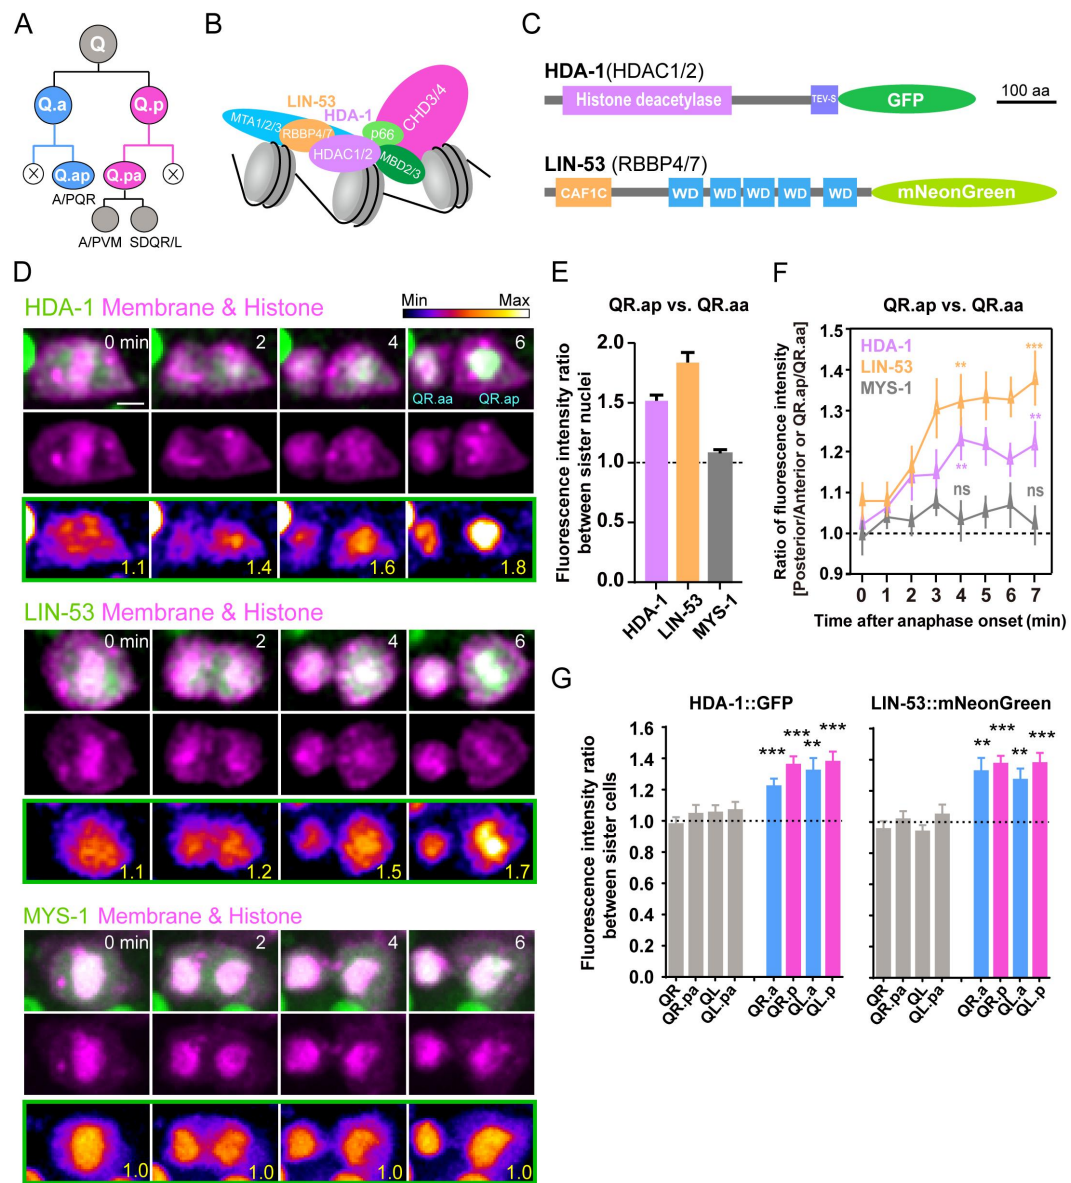 A
Q
Q.a
Q.p
X
Q.ap
Q.pa
X
A/PQR
A/PVM
SDQR/L
B
LIN-53
HDA-1
MTA1/2/3
RBBP4/7
p66
CHD3/4
HDAC1/2
MBD2/3
C
HDA-1(HDAC1/2)
Histone deacetylase
TEV-S
GFP
100 aa
LIN-53 (RBBP4/7)
CAF1C
WD
WD
WD
WD
WD
mNeonGreen
D
HDA-1 Membrane & Histone
Min
Max
0 min
2
4
6
QR.aa
QR.ap
1.1
1.4
1.6
1.8
LIN-53 Membrane & Histone
0 min
2
4
6
1.1
1.2
1.5
1.7
MYS-1 Membrane & Histone
0 min
2
4
6
1.0
1.0
1.0
1.0
E
QR.ap vs. QR.aa
Fluorescence intensity ratio
between sister nuclei
2.0
1.5
1.0
0.5
0.0
HDA-1
LIN-53
MYS-1
F
QR.ap vs. QR.aa
Ratio of fluorescence intensity
[Posterior/Anterior or QR.ap/QR.aa]
1.5
1.4
1.3
1.2
1.1
1.0
0.9
HDA-1
LIN-53
MYS-1
**
***
**
**
ns
ns
0
1
2
3
4
5
6
7
Time after anaphase onset (min)
G
HDA-1::GFP
LIN-53::mNeonGreen
Fluorescence intensity ratio
between sister cells
1.6
1.4
1.2
1.0
0.8
0.6
0.4
0.2
0.0
***
***
**
***
**
***
**
***
QR
QR.pa
QL
QL.pa
QR.a
QR.p
QL.a
QL.p
QR
QR.pa
QL
QL.pa
QR.a
QR.p
QL.a
QL.p